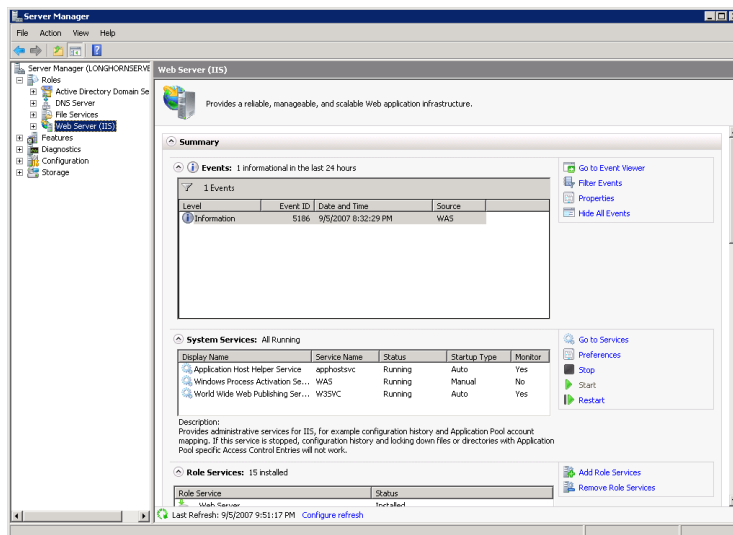 Server Manager
File Action View Help
Server Manager (LONGHORNSERVE
Roles
Active Directory Domain Se
DNS Server
File Services
Web Server (IIS)
Features
Diagnostics
Configuration
Storage
Web Server (IIS)
Provides a reliable, manageable, and scalable Web application infrastructure.
Summary
Events: 1 informational in the last 24 hours
1 Events
Level Event ID Date and Time Source
Information 5186 9/5/2007 8:32:29 PM WAS
Go to Event Viewer
Filter Events
Properties
Hide All Events
System Services: All Running
Display Name Service Name Status Startup Type Monitor
Application Host Helper Service apphostsvc Running Auto Yes
Windows Process Activation Se... WAS Running Manual No
World Wide Web Publishing Ser... W3SVC Running Auto Yes
Description:
Provides administrative services for IIS, for example configuration history and Application Pool account
mapping. If this service is stopped, configuration history and locking down files or directories with Application
Pool specific Access Control Entries will not work.
Go to Services
Preferences
Stop
Start
Restart
Role Services: 15 installed
Role Service Status
Web Server Installed
Add Role Services
Remove Role Services
Last Refresh: 9/5/2007 9:51:17 PM Configure refresh